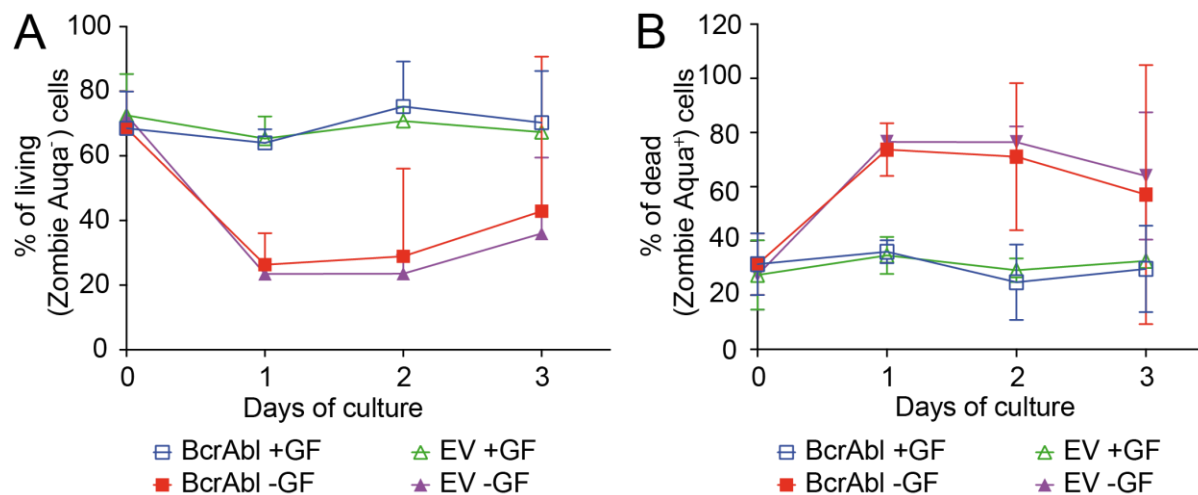 A
% of living
(Zombie Auqa⁻) cells
100
80
60
40
20
0
0 1 2 3
Days of culture
BcrAbl +GF EV +GF
BcrAbl -GF EV -GF
B
% of dead
(Zombie Aqua⁺) cells
120
100
80
60
40
20
0
0 1 2 3
Days of culture
BcrAbl +GF EV +GF
BcrAbl -GF EV -GF